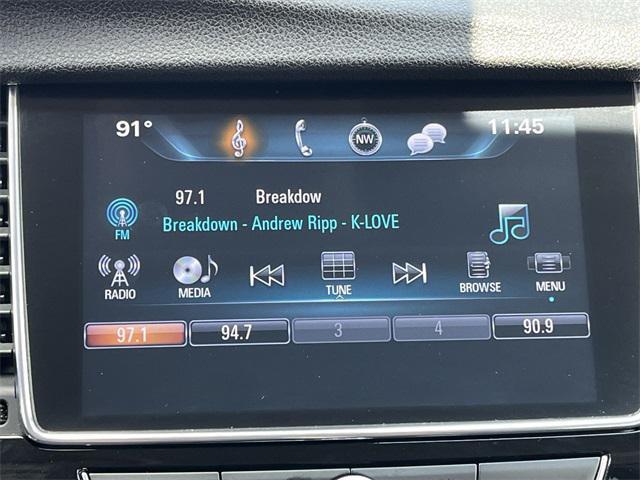 91° NW 11:45
97.1 Breakdow
FM Breakdown - Andrew Ripp - K-LOVE
RADIO MEDIA TUNE BROWSE MENU
97.1 94.7 3 4 90.9